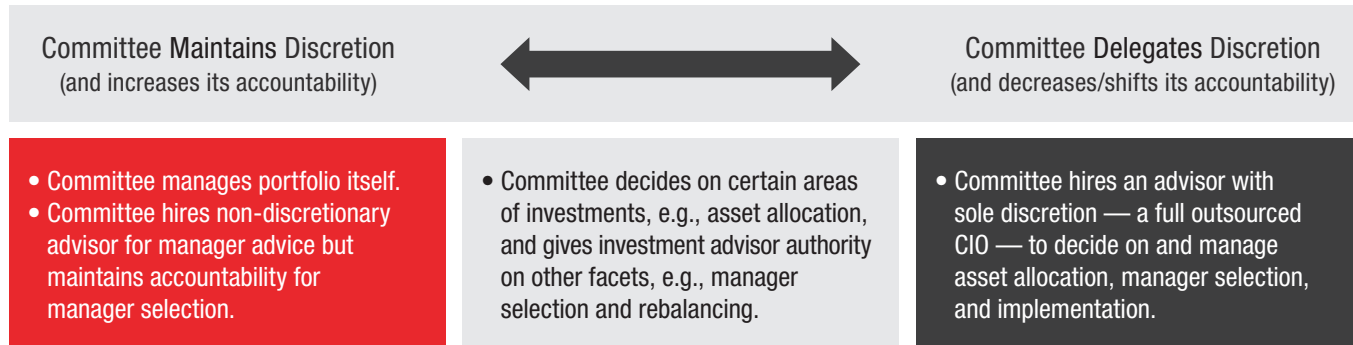 Committee Maintains Discretion
(and increases its accountability)
Committee Delegates Discretion
(and decreases/shifts its accountability)
• Committee manages portfolio itself.
• Committee hires non-discretionary
advisor for manager advice but
maintains accountability for
manager selection.
• Committee decides on certain areas
of investments, e.g., asset allocation,
and gives investment advisor authority
on other facets, e.g., manager
selection and rebalancing.
• Committee hires an advisor with
sole discretion — a full outsourced
CIO — to decide on and manage
asset allocation, manager selection,
and implementation.